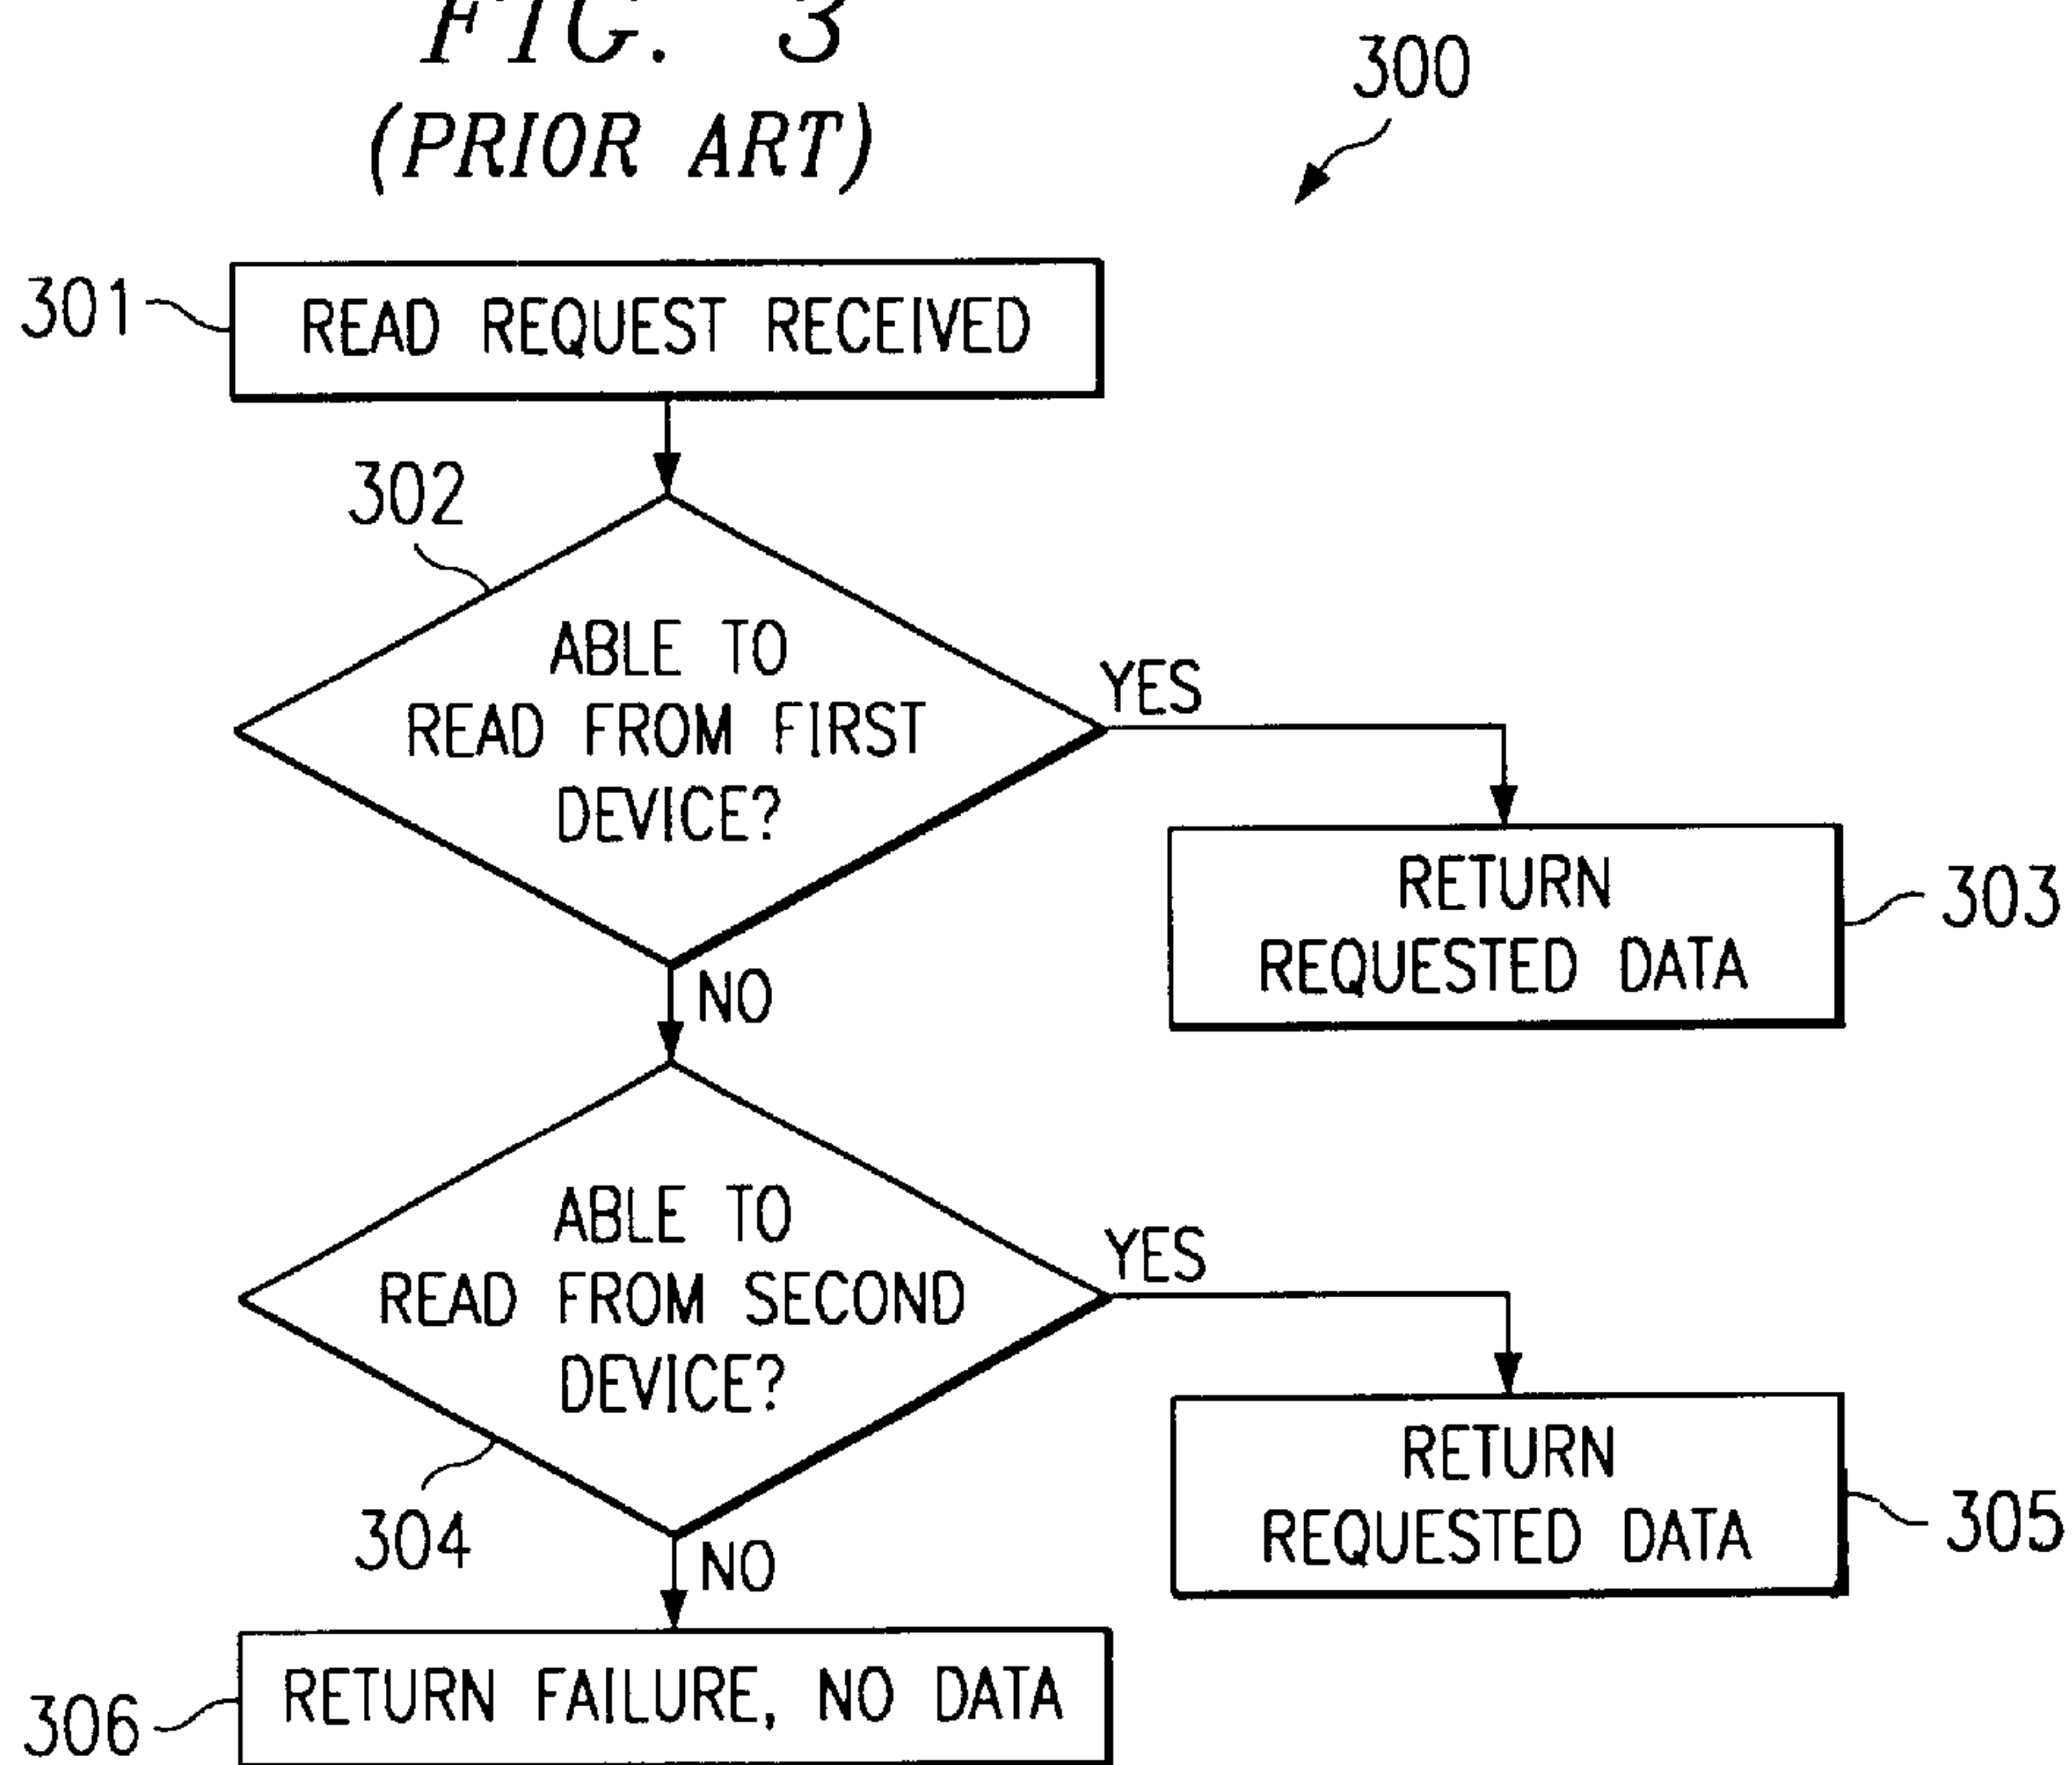 FIG. 3
(PRIOR ART)
300
301
READ REQUEST RECEIVED
302
ABLE TO
READ FROM FIRST
DEVICE?
YES
RETURN
REQUESTED DATA
303
NO
ABLE TO
READ FROM SECOND
DEVICE?
YES
304
RETURN
REQUESTED DATA
305
NO
306
RETURN FAILURE, NO DATA